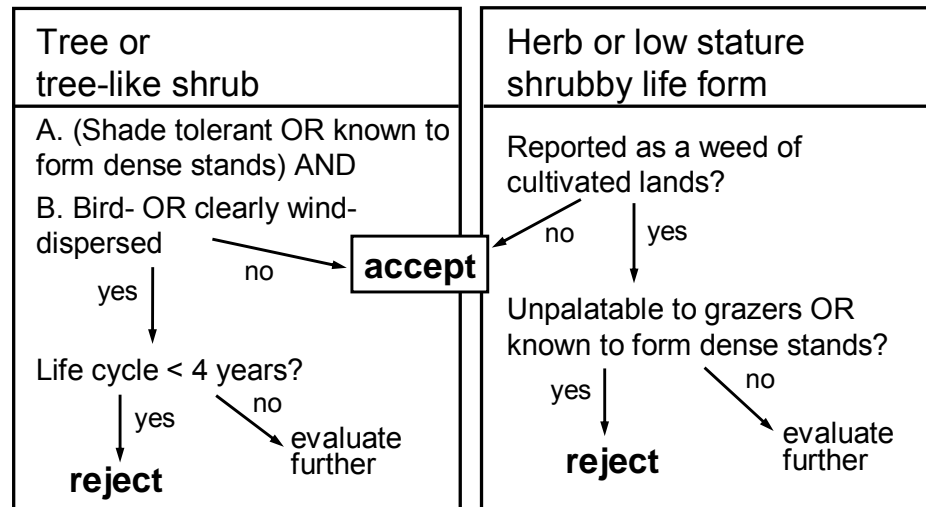 Tree or
tree-like shrub
A. (Shade tolerant OR known to
form dense stands) AND
B. Bird- OR clearly wind-
dispersed
no
yes
Life cycle < 4 years?
yes
no
reject
evaluate
further
accept
Herb or low stature
shrubby life form
Reported as a weed of
cultivated lands?
no
yes
Unpalatable to grazers OR
known to form dense stands?
yes
no
reject
evaluate
further